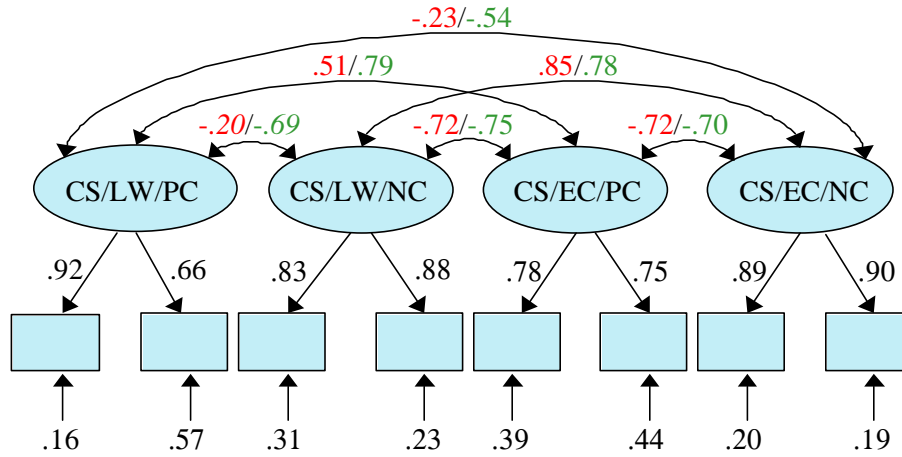 -.23/-.54
.51/.79 .85/.78
-.20/-.69 -.72/-.75 -.72/-.70
CS/LW/PC CS/LW/NC CS/EC/PC CS/EC/NC
.92 .66 .83 .88 .78 .75 .89 .90
.16 .57 .31 .23 .39 .44 .20 .19